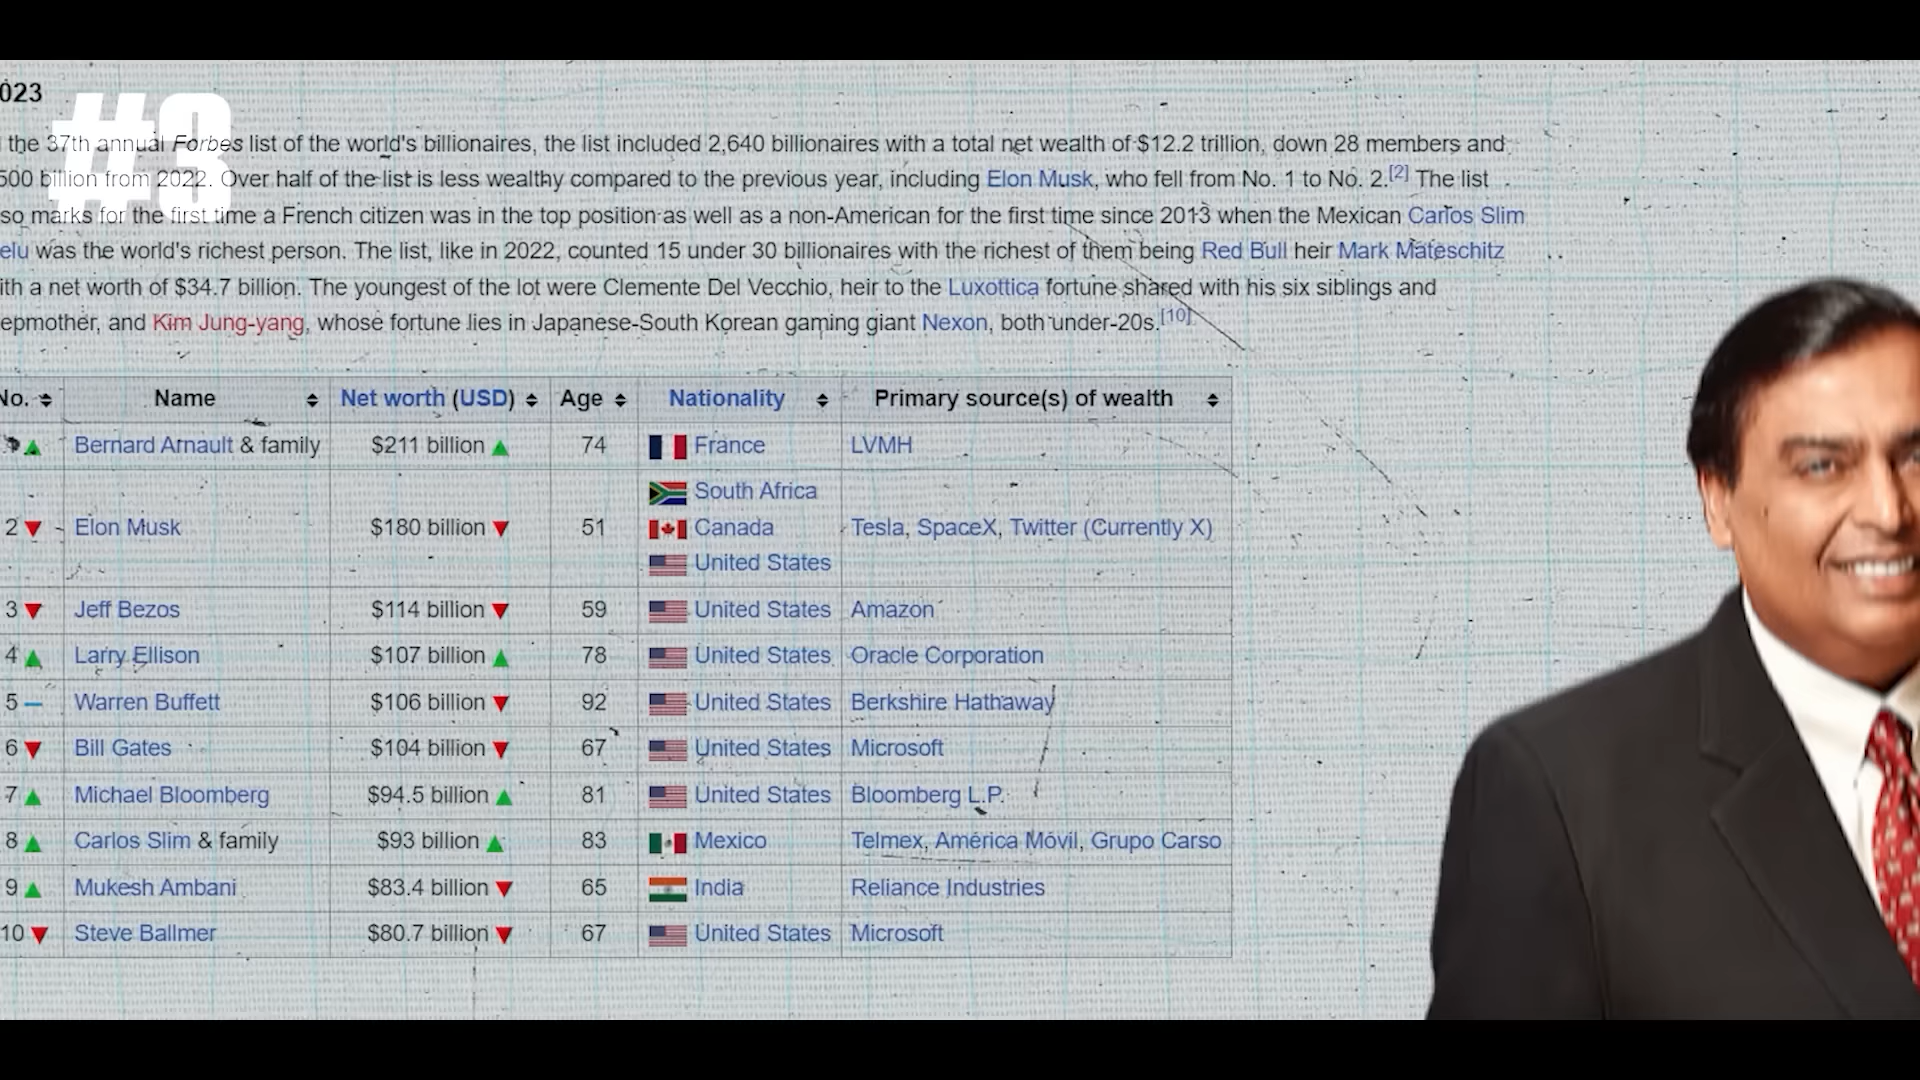 023
#3
the 37th annual Forbes list of the world's billionaires, the list included 2,640 billionaires with a total net wealth of $12.2 trillion, down 28 members and
500 billion from 2022. Over half of the list is less wealthy compared to the previous year, including Elon Musk, who fell from No. 1 to No. 2.[2] The list
so marks for the first time a French citizen was in the top position as well as a non-American for the first time since 2013 when the Mexican Carlos Slim
elu was the world's richest person. The list, like in 2022, counted 15 under 30 billionaires with the richest of them being Red Bull heir Mark Mateschitz
ith a net worth of $34.7 billion. The youngest of the lot were Clemente Del Vecchio, heir to the Luxottica fortune shared with his six siblings and
epmother, and Kim Jung-yang, whose fortune lies in Japanese-South Korean gaming giant Nexon, both under-20s.[10]
No. Name Net worth (USD) Age Nationality Primary source(s) of wealth
Bernard Arnault & family $211 billion 74 France LVMH
2 Elon Musk $180 billion 51 South Africa Canada United States Tesla, SpaceX, Twitter (Currently X)
3 Jeff Bezos $114 billion 59 United States Amazon
4 Larry Ellison $107 billion 78 United States Oracle Corporation
5 Warren Buffett $106 billion 92 United States Berkshire Hathaway
6 Bill Gates $104 billion 67 United States Microsoft
7 Michael Bloomberg $94.5 billion 81 United States Bloomberg L.P.
8 Carlos Slim & family $93 billion 83 Mexico Telmex, América Móvil, Grupo Carso
9 Mukesh Ambani $83.4 billion 65 India Reliance Industries
10 Steve Ballmer $80.7 billion 67 United States Microsoft